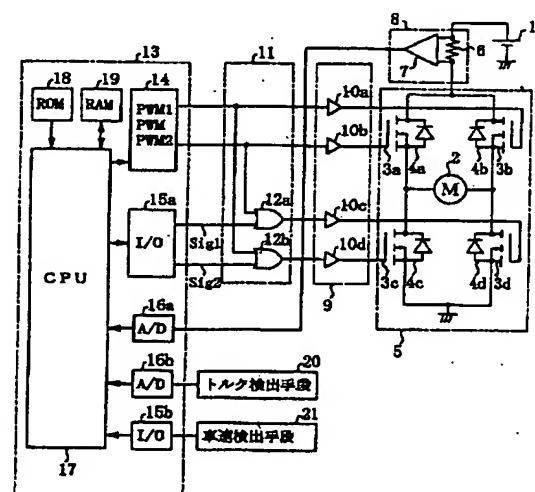 13
11
8
1
18
19
14
9
6
7
ROM
RAM
PWM1
PWM
PWM2
10a
10b
3a
4a
4b
3b
2
M
15a
I/O
Sig1
Sig2
12a
12b
10c
10d
3c
4c
4d
3d
9
5
CPU
16a
A/D
16b
A/D
20
トルク検出手段
15b
I/O
21
車速検出手段
17